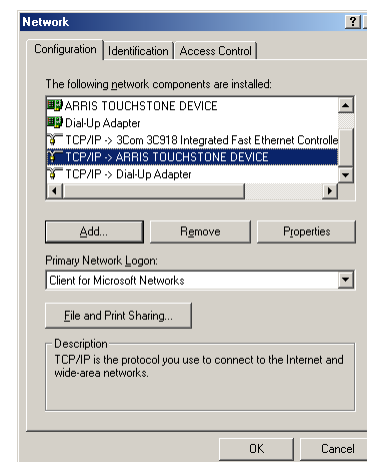 Network
?
Configuration Identification Access Control
The following network components are installed:
ARRIS TOUCHSTONE DEVICE
Dial-Up Adapter
TCP/IP -> 3Com 3C918 Integrated Fast Ethernet Controlle
TCP/IP -> ARRIS TOUCHSTONE DEVICE
TCP/IP -> Dial-Up Adapter
Add... Remove Properties
Primary Network Logon:
Client for Microsoft Networks
File and Print Sharing...
Description
TCP/IP is the protocol you use to connect to the Internet and
wide-area networks.
OK Cancel